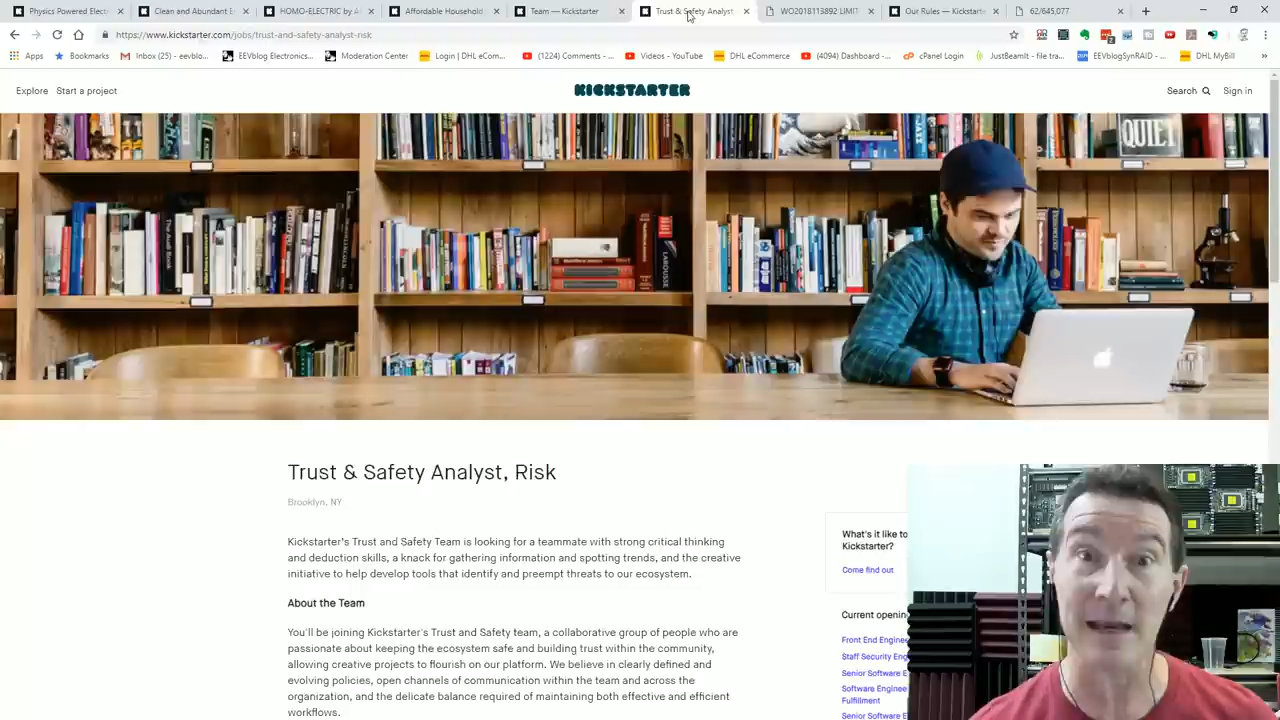 Physics Powered Electr
Clean and Abundant E
HOMO-ELECTRIC by A
Affordable Household
Team — Kickstarter
Trust & Safety Analyst
WO2018113892 LIMIT
Our Rules — Kickstart
62/645,077
https://www.kickstarter.com/jobs/trust-and-safety-analyst-risk
Apps
Bookmarks
Inbox (25) - eevblo...
EEVblog Electronics
Moderation Center
Login | DHL eCom...
(1224) Comments - ...
Videos - YouTube
DHL eCommerce
(4094) Dashboard - ...
cPanel Login
JustBeamIt - file tra...
EEVblogSynRAID - ...
DHL MyBill
Explore
Start a project
KICKSTARTER
Search
Sign in
QUIET
LAROUSSE
Trust & Safety Analyst, Risk
Brooklyn, NY
Kickstarter's Trust and Safety Team is looking for a teammate with strong critical thinking
and deduction skills, a knack for gathering information and spotting trends, and the creative
initiative to help develop tools that identify and preempt threats to our ecosystem.
About the Team
You'll be joining Kickstarter's Trust and Safety team, a collaborative group of people who are
passionate about keeping the ecosystem safe and building trust within the community,
allowing creative projects to flourish on our platform. We believe in clearly defined and
evolving policies, open channels of communication within the team and across the
organization, and the delicate balance required of maintaining both effective and efficient
workflows.
What's it like to
Kickstarter?
Come find out
Current openin
Front End Enginee
Staff Security Eng
Senior Software E
Software Enginee
Fulfillment
Senior Software E